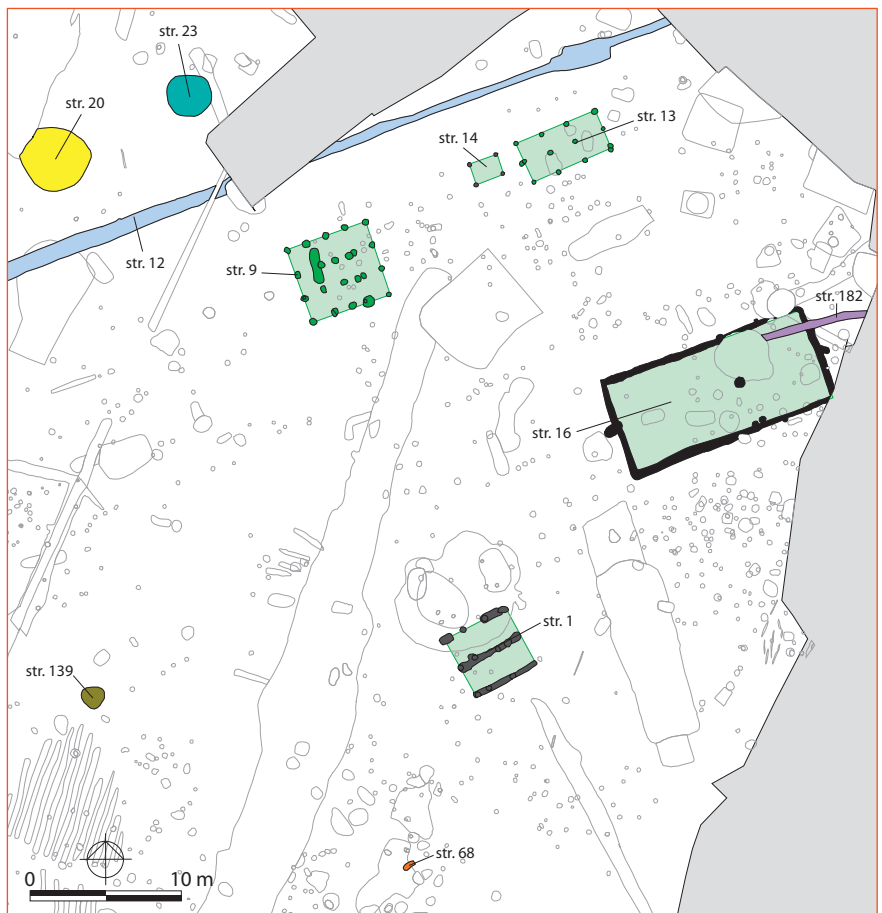 str. 23
str. 20
str. 13
str. 14
str. 12
str. 9
str. 182
str. 16
str. 1
str. 139
str. 68
0 10 m